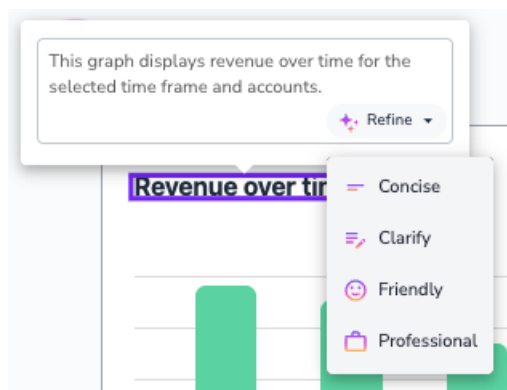 This graph displays revenue over time for the
selected time frame and accounts.
Refine
Revenue over
Concise
Clarify
Friendly
Professional